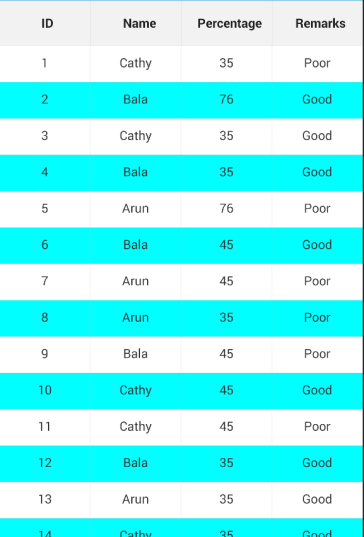 ID Name Percentage Remarks
1 Cathy 35 Poor
2 Bala 76 Good
3 Cathy 35 Good
4 Bala 35 Good
5 Arun 76 Poor
6 Bala 45 Good
7 Arun 45 Poor
8 Arun 35 Poor
9 Bala 45 Poor
10 Cathy 45 Good
11 Cathy 45 Poor
12 Bala 35 Good
13 Arun 35 Good
14 Cathy 35 Good